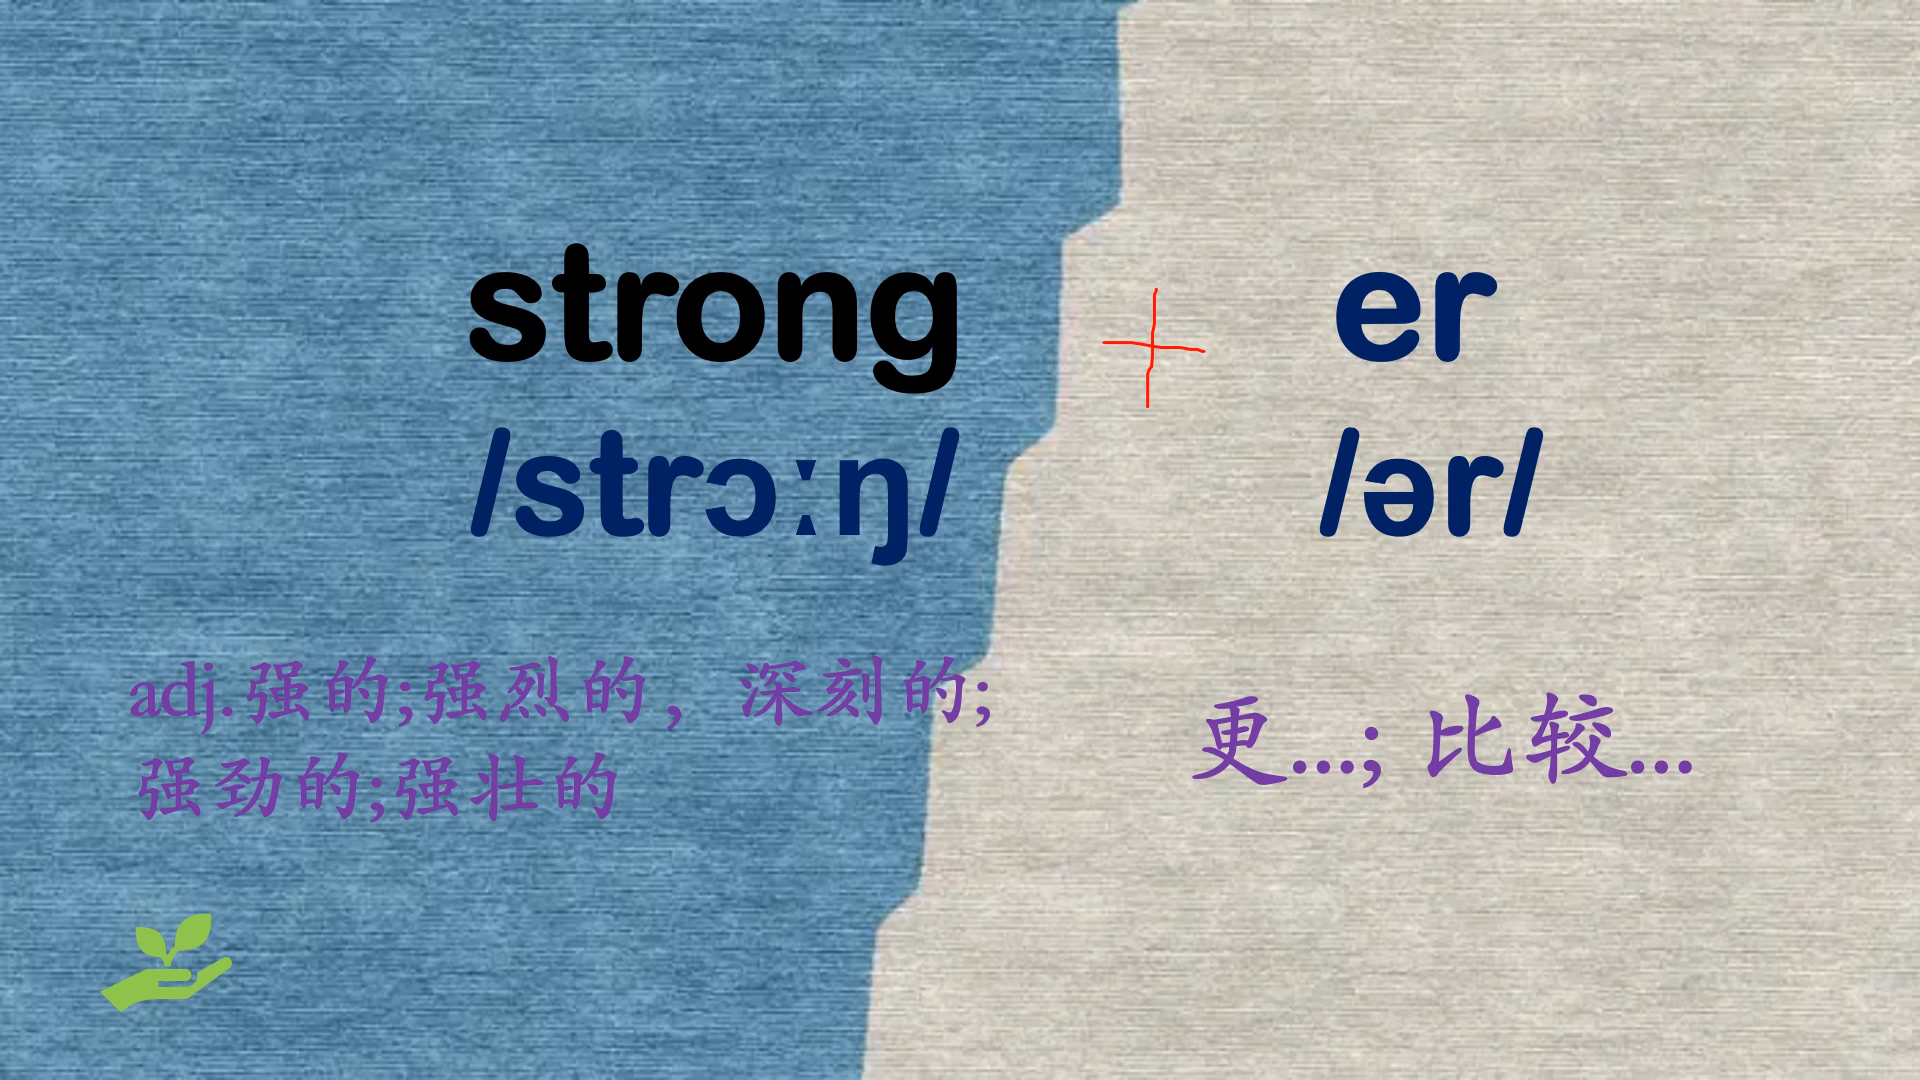 strong
/strɔːŋ/
adj.强的;强烈的，深刻的;
强劲的;强壮的
+
er
/ər/
更...; 比较...